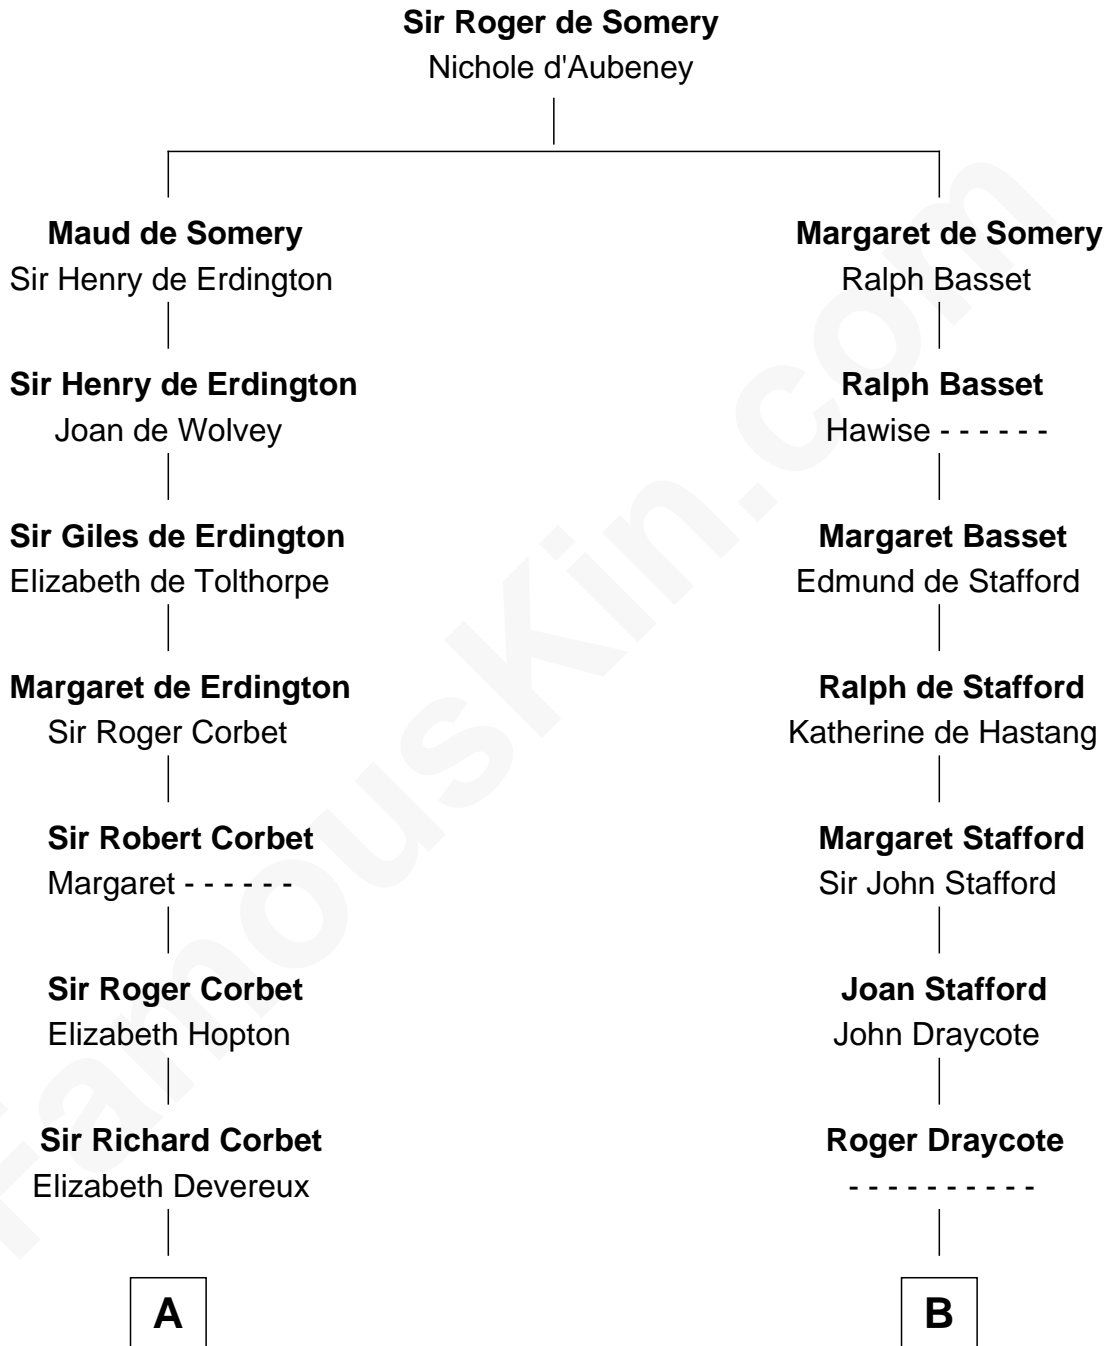 Sir Roger de Somery
Nichole d'Aubeney
Maud de Somery
Sir Henry de Erdington
Margaret de Somery
Ralph Basset
Sir Henry de Erdington
Joan de Wolvey
Ralph Basset
Hawise - - - - - -
Sir Giles de Erdington
Elizabeth de Tolthorpe
Margaret Basset
Edmund de Stafford
Margaret de Erdington
Sir Roger Corbet
Ralph de Stafford
Katherine de Hastang
Sir Robert Corbet
Margaret - - - - - -
Margaret Stafford
Sir John Stafford
Sir Roger Corbet
Elizabeth Hopton
Joan Stafford
John Draycote
Sir Richard Corbet
Elizabeth Devereux
Roger Draycote
- - - - - - - - - -
A
B
FamousKin.com